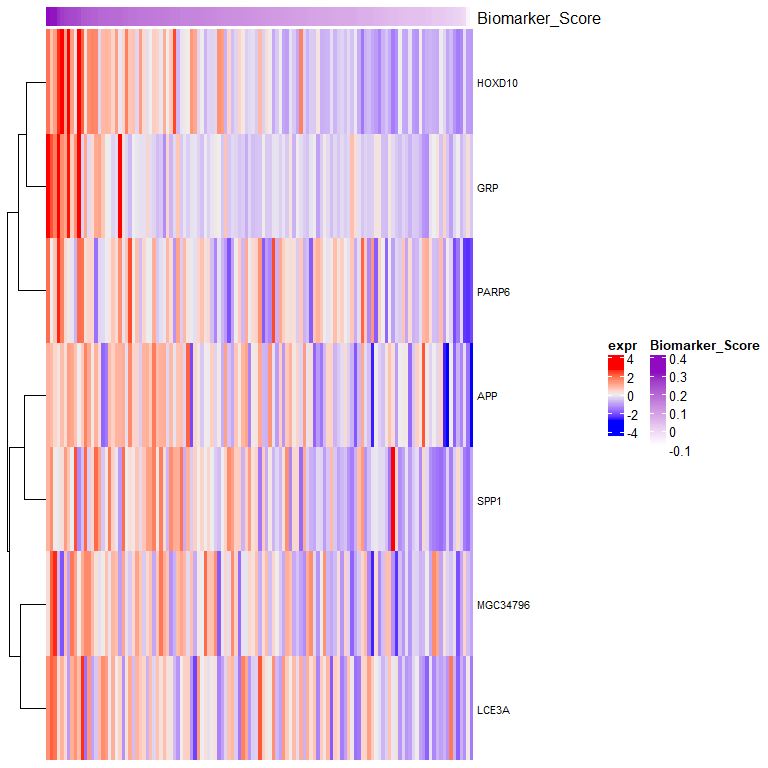 Biomarker_Score
HOXD10
GRP
PARP6
APP
SPP1
MGC34796
LCE3A
expr
4
2
0
-2
-4
Biomarker_Score
0.4
0.3
0.2
0.1
0
-0.1